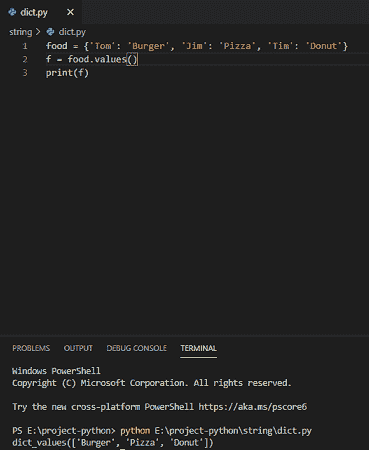 dict.py ×
string > dict.py
1 food = {'Tom': 'Burger', 'Jim': 'Pizza', 'Tim': 'Donut'}
2 f = food.values()
3 print(f)
PROBLEMS OUTPUT DEBUG CONSOLE TERMINAL
Windows PowerShell
Copyright (C) Microsoft Corporation. All rights reserved.
Try the new cross-platform PowerShell https://aka.ms/pscore6
PS E:\project-python> python E:\project-python\string\dict.py
dict_values(['Burger', 'Pizza', 'Donut'])